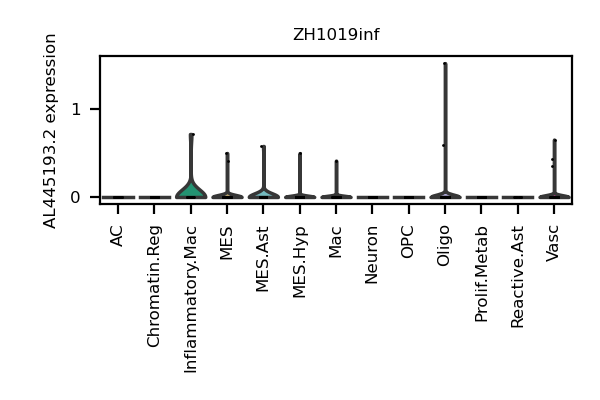 ZH1019inf
AL445193.2 expression
1
0
AC
Chromatin.Reg
Inflammatory.Mac
MES
MES.Ast
MES.Hyp
Mac
Neuron
OPC
Oligo
Prolif.Metab
Reactive.Ast
Vasc